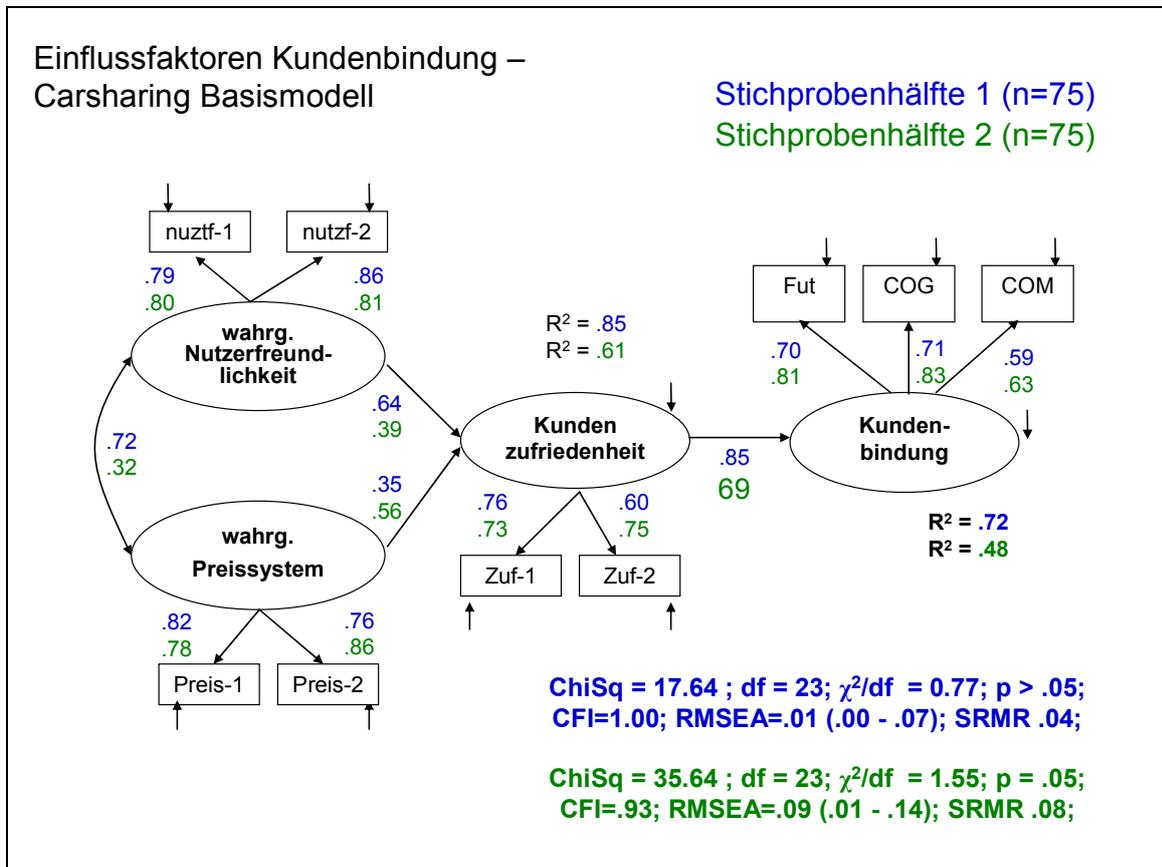 Einflussfaktoren Kundenbindung –
Carsharing Basismodell
Stichprobenhälfte 1 (n=75)
Stichprobenhälfte 2 (n=75)
nuztf-1
nutzf-2
.79
.80
.86
.81
wahrg.
Nutzerfreund-
lichkeit
.72
.32
.64
.39
.35
.56
wahrg.
Preissystem
.82
.78
.76
.86
Preis-1
Preis-2
R² = .85
R² = .61
Kunden
zufriedenheit
.76
.73
.60
.75
Zuf-1
Zuf-2
.85
69
Fut
COG
COM
.70
.81
.71
.83
.59
.63
Kunden-
bindung
R² = .72
R² = .48
ChiSq = 17.64 ; df = 23; χ²/df = 0.77; p > .05;
CFI=1.00; RMSEA=.01 (.00 - .07); SRMR .04;
ChiSq = 35.64 ; df = 23; χ²/df = 1.55; p = .05;
CFI=.93; RMSEA=.09 (.01 - .14); SRMR .08;